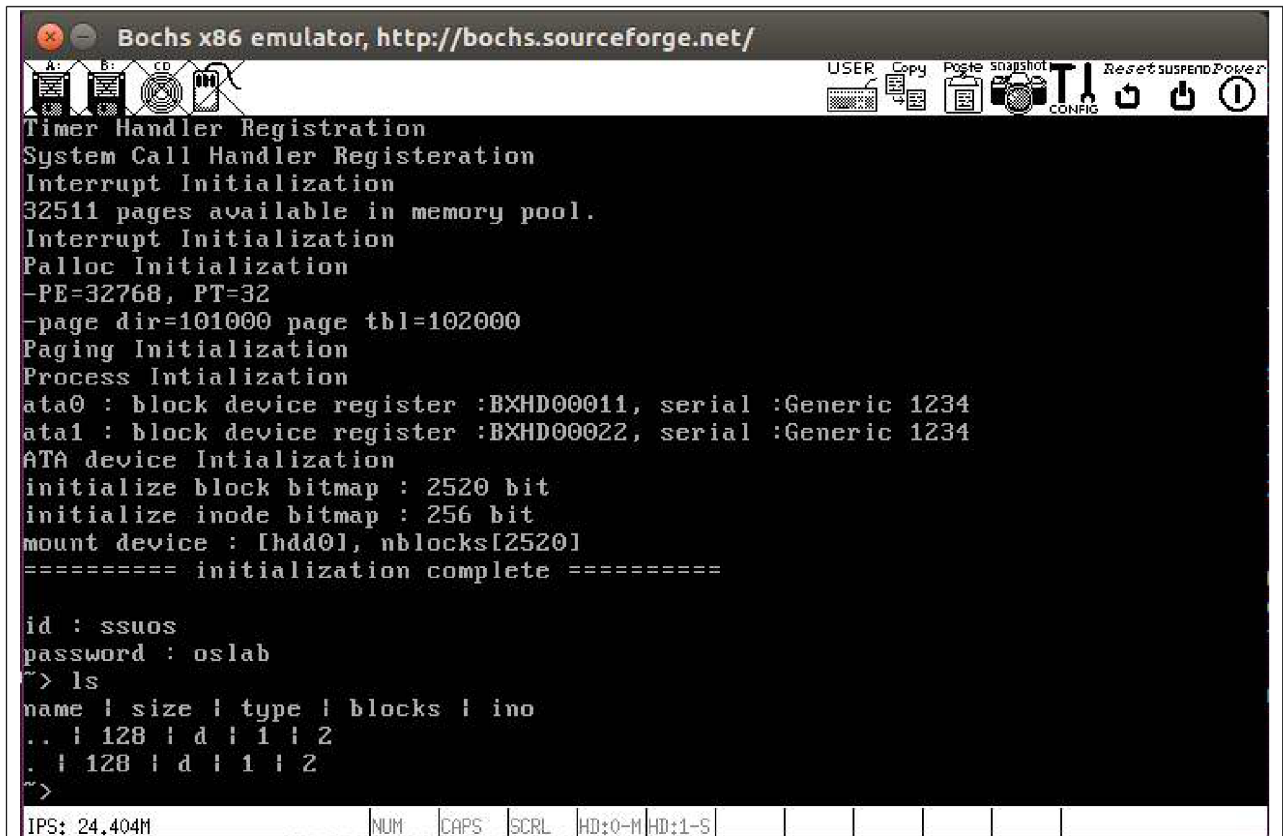 Bochs x86 emulator, http://bochs.sourceforge.net/
A: B: CD USER Copy Poste snapshot CONFIG Reset SUSPEND Power
Timer Handler Registration
System Call Handler Registeration
Interrupt Initialization
32511 pages available in memory pool.
Interrupt Initialization
Palloc Initialization
-PE=32768, PT=32
-page dir=101000 page tbl=102000
Paging Initialization
Process Intialization
ata0 : block device register :BXHD00011, serial :Generic 1234
ata1 : block device register :BXHD00022, serial :Generic 1234
ATA device Intialization
initialize block bitmap : 2520 bit
initialize inode bitmap : 256 bit
mount device : [hdd0], nblocks[2520]
========== initialization complete ==========
id : ssuos
password : oslab
~> ls
name | size | type | blocks | ino
.. | 128 | d | 1 | 2
. | 128 | d | 1 | 2
~>
IPS: 24.404M NUM CAPS SCRL HD:0-M HD:1-S